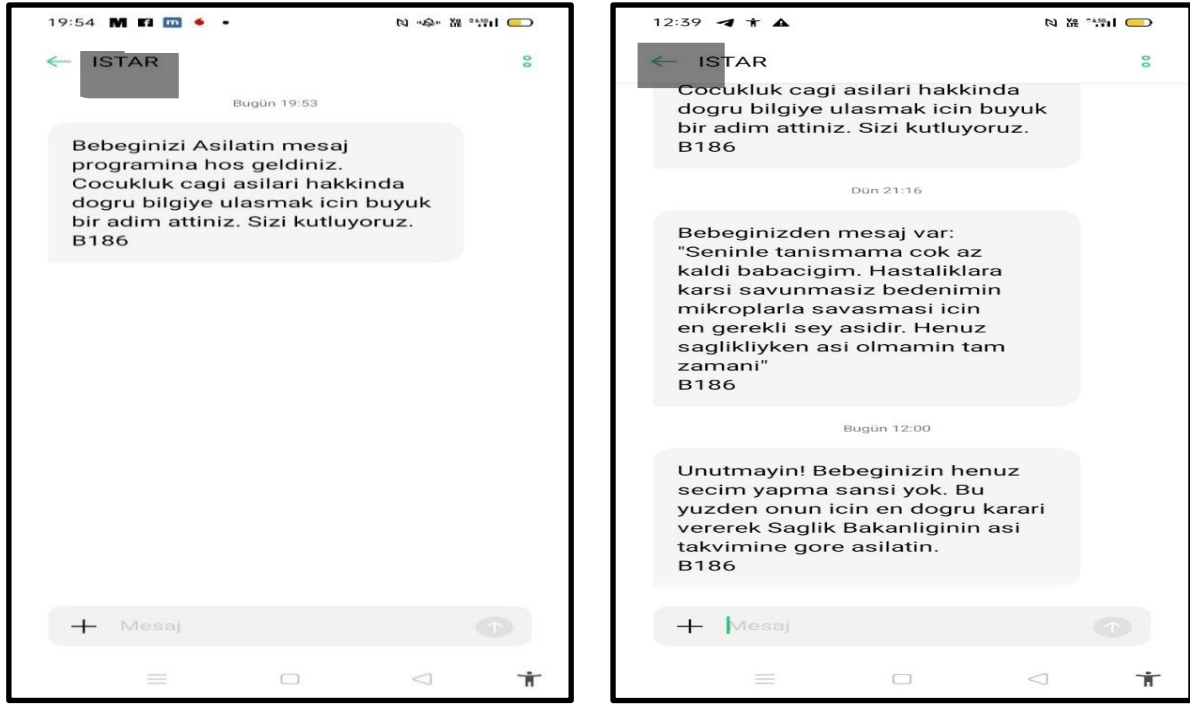 19:54
ISTAR
Bugün 19:53
Bebeginizi Asilatin mesaj
programina hos geldiniz.
Cocukluk cagi asilari hakkinda
dogru bilgiye ulasmak icin buyuk
bir adim attiniz. Sizi kutluyoruz.
B186
Mesaj
12:39
ISTAR
Cocukluk cagi asilari hakkinda
dogru bilgiye ulasmak icin buyuk
bir adim attiniz. Sizi kutluyoruz.
B186
Dün 21:16
Bebeginizden mesaj var:
"Seninle tanismama cok az
kaldi babacigim. Hastaliklara
karsi savunmasiz bedenimin
mikroplarla savasmasi icin
en gerekli sey asidir. Henuz
saglikliyken asi olmamin tam
zamani"
B186
Bugün 12:00
Unutmayin! Bebeginizin henuz
secim yapma sansi yok. Bu
yuzden onun icin en dogru karari
vererek Saglik Bakanliginin asi
takvimine gore asilatin.
B186
Mesaj